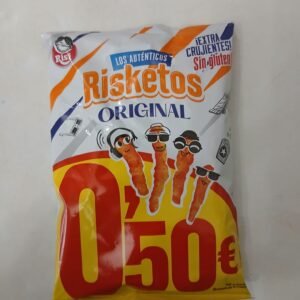 Risi
LOS AUTÉNTICOS
Risketos
ORIGINAL
¡EXTRA
CRUJIENTES!
Sin gluten
0'50€